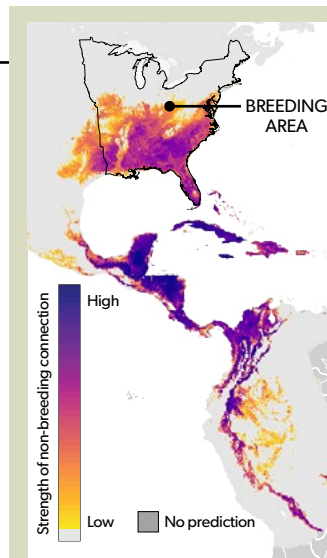 BREEDING
AREA
Strength of non-breeding connection
High
Low
No prediction